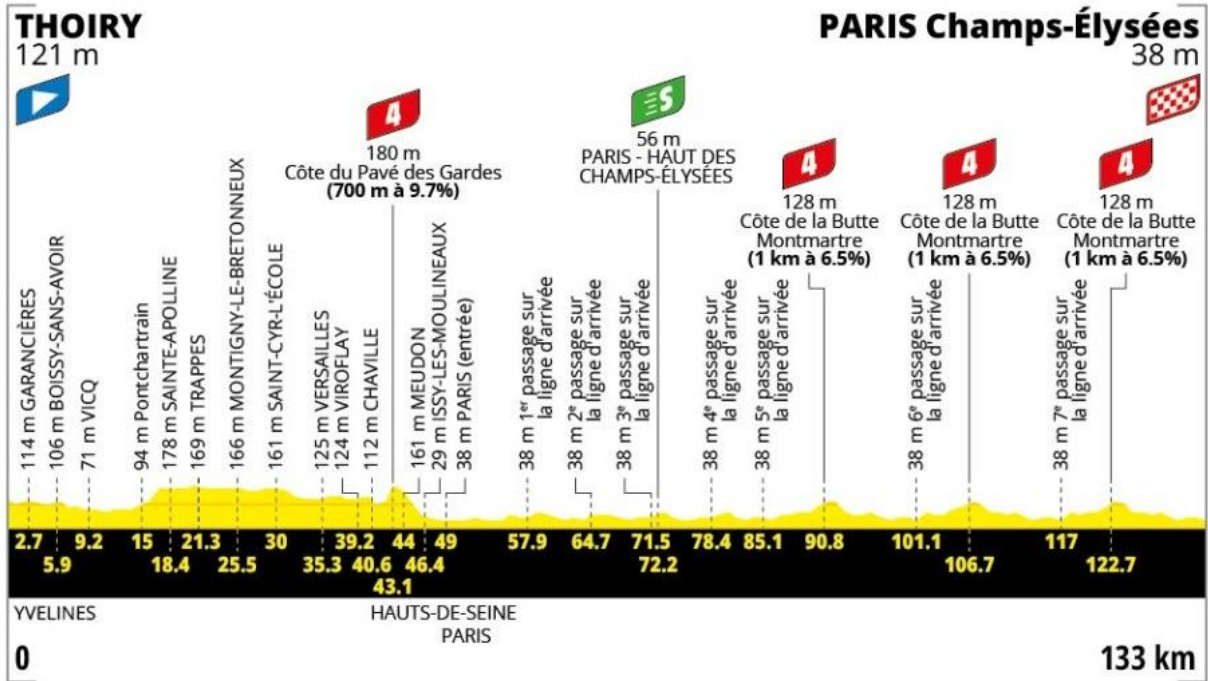 THOIRY
121 m
PARIS Champs-Élysées
38 m
4
180 m
Côte du Pavé des Gardes
(700 m à 9.7%)
S
56 m
PARIS - HAUT DES
CHAMPS-ÉLYSÉES
4
128 m
Côte de la Butte
Montmartre
(1 km à 6.5%)
4
128 m
Côte de la Butte
Montmartre
(1 km à 6.5%)
4
128 m
Côte de la Butte
Montmartre
(1 km à 6.5%)
114 m GARANCIÈRES
106 m BOISSY-SANS-AVOIR
71 m VICQ
94 m Pontchartrain
178 m SAINTE-APOLLINE
169 m TRAPPES
166 m MONTIGNY-LE-BRETONNEUX
161 m SAINT-CYR-L'ÉCOLE
125 m VERSAILLES
124 m VIROFLAY
112 m CHAVILLE
161 m MEUDON
29 m ISSY-LES-MOULINEAUX
38 m PARIS (entrée)
38 m 1er passage sur
la ligne d'arrivée
38 m 2e passage sur
la ligne d'arrivée
38 m 3e passage sur
la ligne d'arrivée
38 m 4e passage sur
la ligne d'arrivée
38 m 5e passage sur
la ligne d'arrivée
38 m 6e passage sur
la ligne d'arrivée
38 m 7e passage sur
la ligne d'arrivée
2.7 9.2 15 21.3 30 39.2 44 49 57.9 64.7 71.5 78.4 85.1 90.8 101.1 117
5.9 18.4 25.5 35.3 40.6 46.4 72.2 106.7 122.7
43.1
YVELINES
HAUTS-DE-SEINE
PARIS
0
133 km